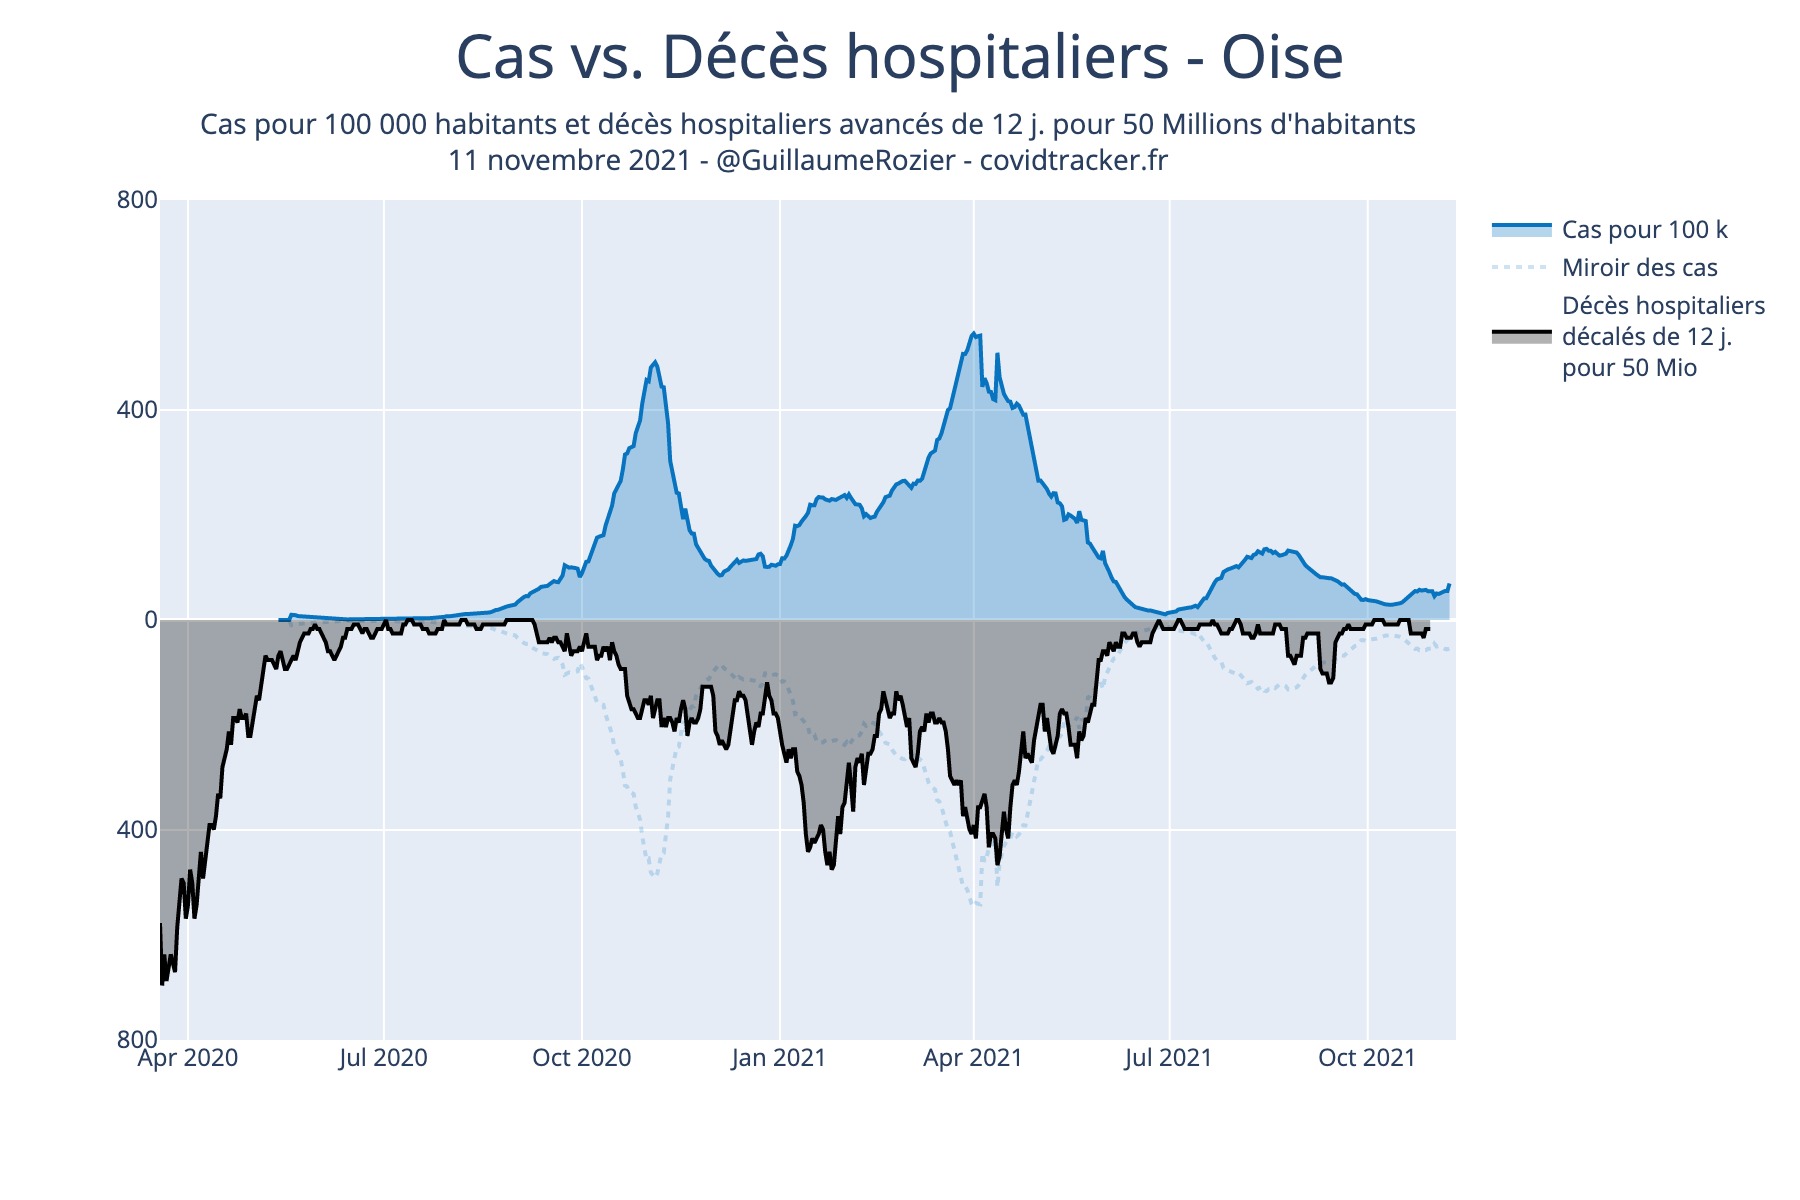 Cas vs. Décès hospitaliers - Oise
Cas pour 100 000 habitants et décès hospitaliers avancés de 12 j. pour 50 Millions d'habitants
11 novembre 2021 - @GuillaumeRozier - covidtracker.fr
800
400
0
400
800
Apr 2020
Jul 2020
Oct 2020
Jan 2021
Apr 2021
Jul 2021
Oct 2021
Cas pour 100 k
Miroir des cas
Décès hospitaliers
décalés de 12 j.
pour 50 Mio